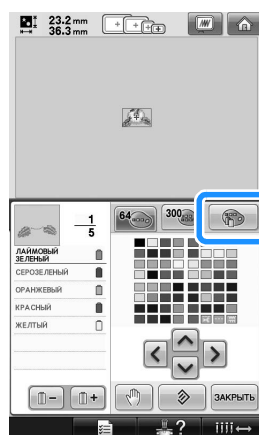 23.2 mm
36.3 mm
64
300
1
5
ЛАЙМОВЫЙ
ЗЕЛЕНЫЙ
СЕРОЗЕЛЕНЫЙ
ОРАНЖЕВЫЙ
КРАСНЫЙ
ЖЕЛТЫЙ
ЗАКРЫТЬ